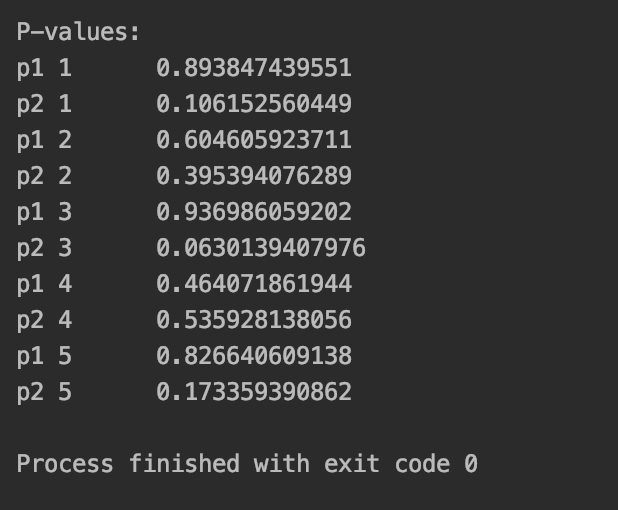 P-values:
p1 1      0.893847439551
p2 1      0.106152560449
p1 2      0.604605923711
p2 2      0.395394076289
p1 3      0.936986059202
p2 3      0.0630139407976
p1 4      0.464071861944
p2 4      0.535928138056
p1 5      0.826640609138
p2 5      0.173359390862

Process finished with exit code 0